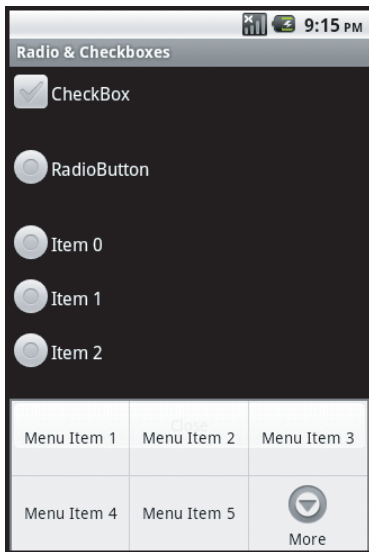 9:15 PM
Radio & Checkboxes
CheckBox
RadioButton
Item 0
Item 1
Item 2
Close
Menu Item 1 Menu Item 2 Menu Item 3
Menu Item 4 Menu Item 5 More